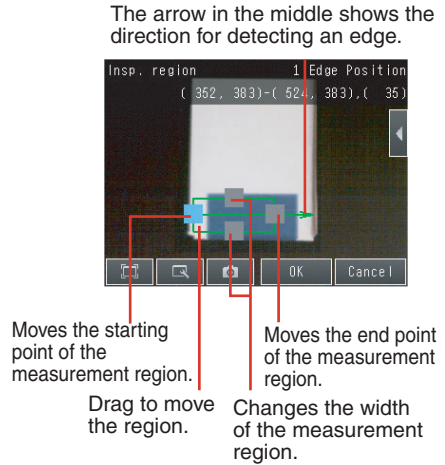 The arrow in the middle shows the
direction for detecting an edge.
Insp. region 1 Edge Position
( 352, 383)-( 524, 383),( 35)
OK Cancel
Moves the starting
point of the
measurement region.
Moves the end point
of the measurement
region.
Drag to move
the region.
Changes the width
of the measurement
region.